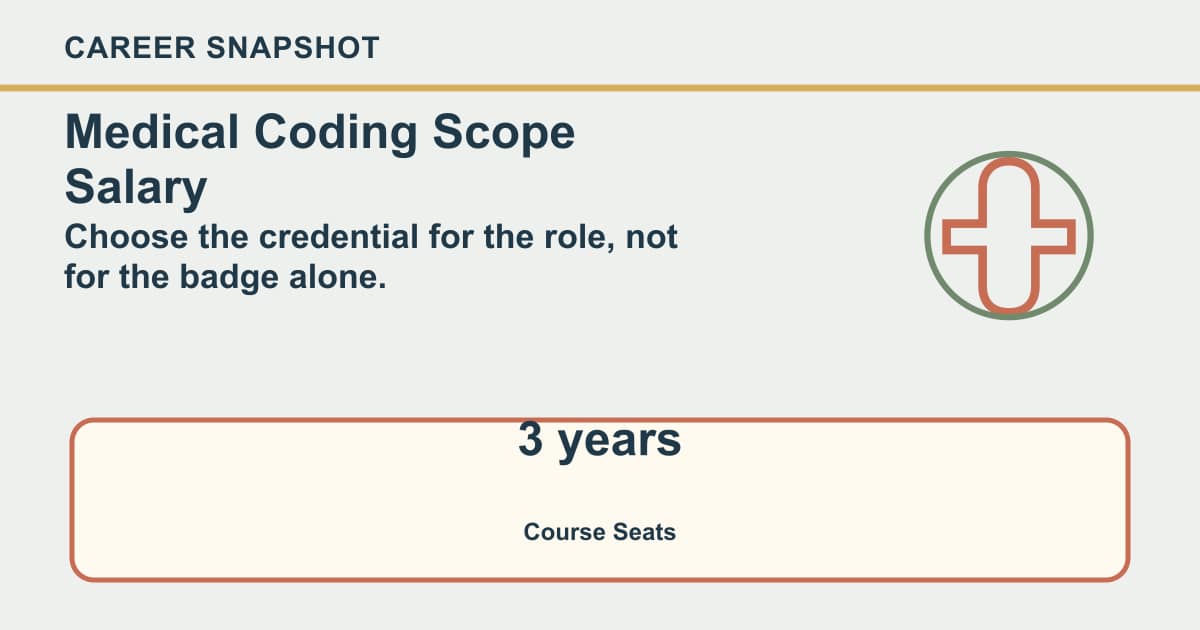 CAREER SNAPSHOT
Medical Coding Scope
Salary
Choose the credential for the role, not
for the badge alone.
3 years
Course Seats